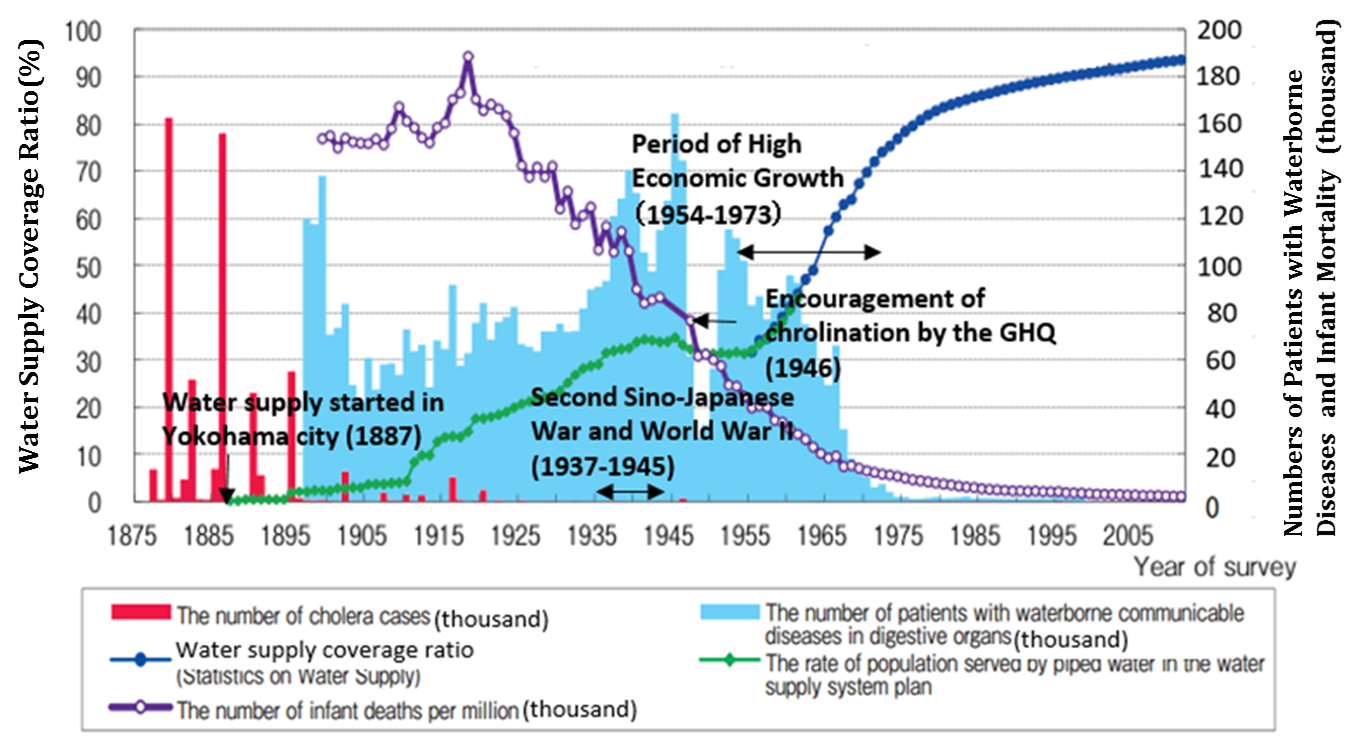 Water Supply Coverage Ratio(%)
100
90
80
70
60
50
40
30
20
10
0
200
180
160
140
120
100
80
60
40
20
0
Numbers of Patients with Waterborne
Diseases and Infant Mortality (thousand)
Period of High
Economic Growth
(1954-1973)
Encouragement of
chrolination by the GHQ
(1946)
Water supply started in
Yokohama city (1887)
Second Sino-Japanese
War and World War II
(1937-1945)
1875 1885 1895 1905 1915 1925 1935 1945 1955 1965 1975 1985 1995 2005
Year of survey
The number of cholera cases (thousand)
Water supply coverage ratio
(Statistics on Water Supply)
The number of infant deaths per million (thousand)
The number of patients with waterborne communicable
diseases in digestive organs (thousand)
The rate of population served by piped water in the water
supply system plan